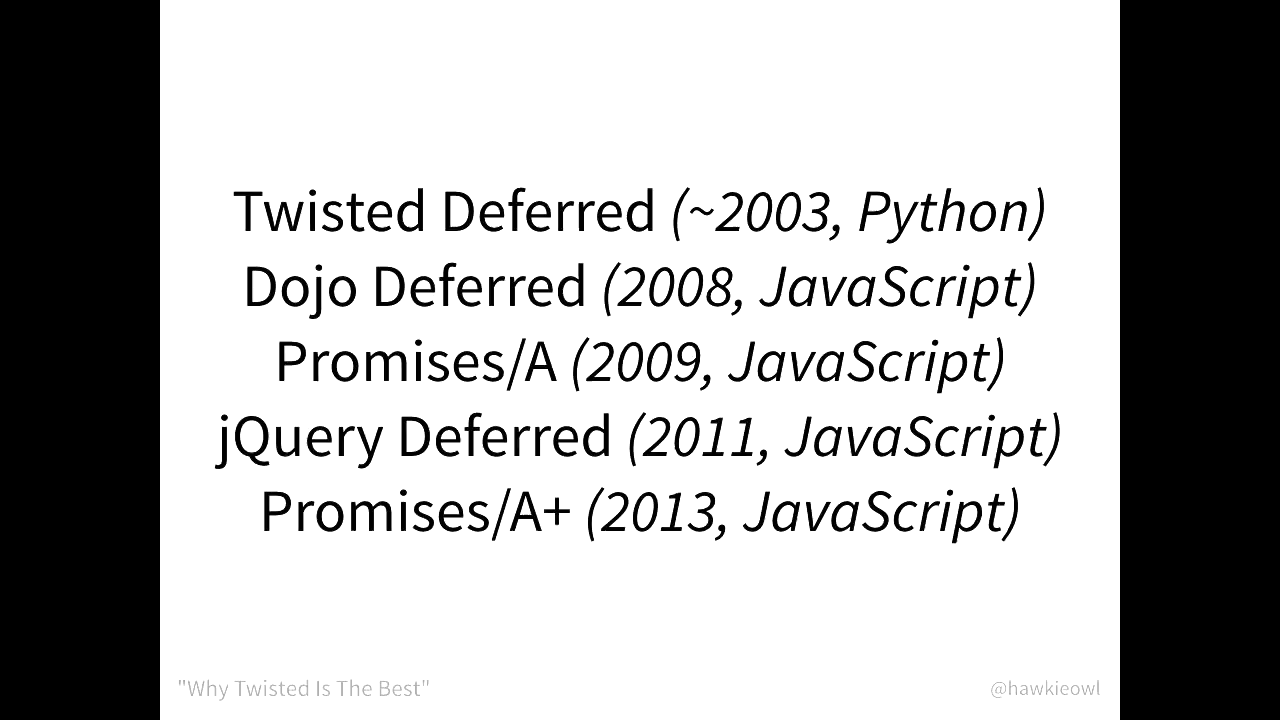 Twisted Deferred (~2003, Python)
Dojo Deferred (2008, JavaScript)
Promises/A (2009, JavaScript)
jQuery Deferred (2011, JavaScript)
Promises/A+ (2013, JavaScript)
"Why Twisted Is The Best"
@hawkieowl